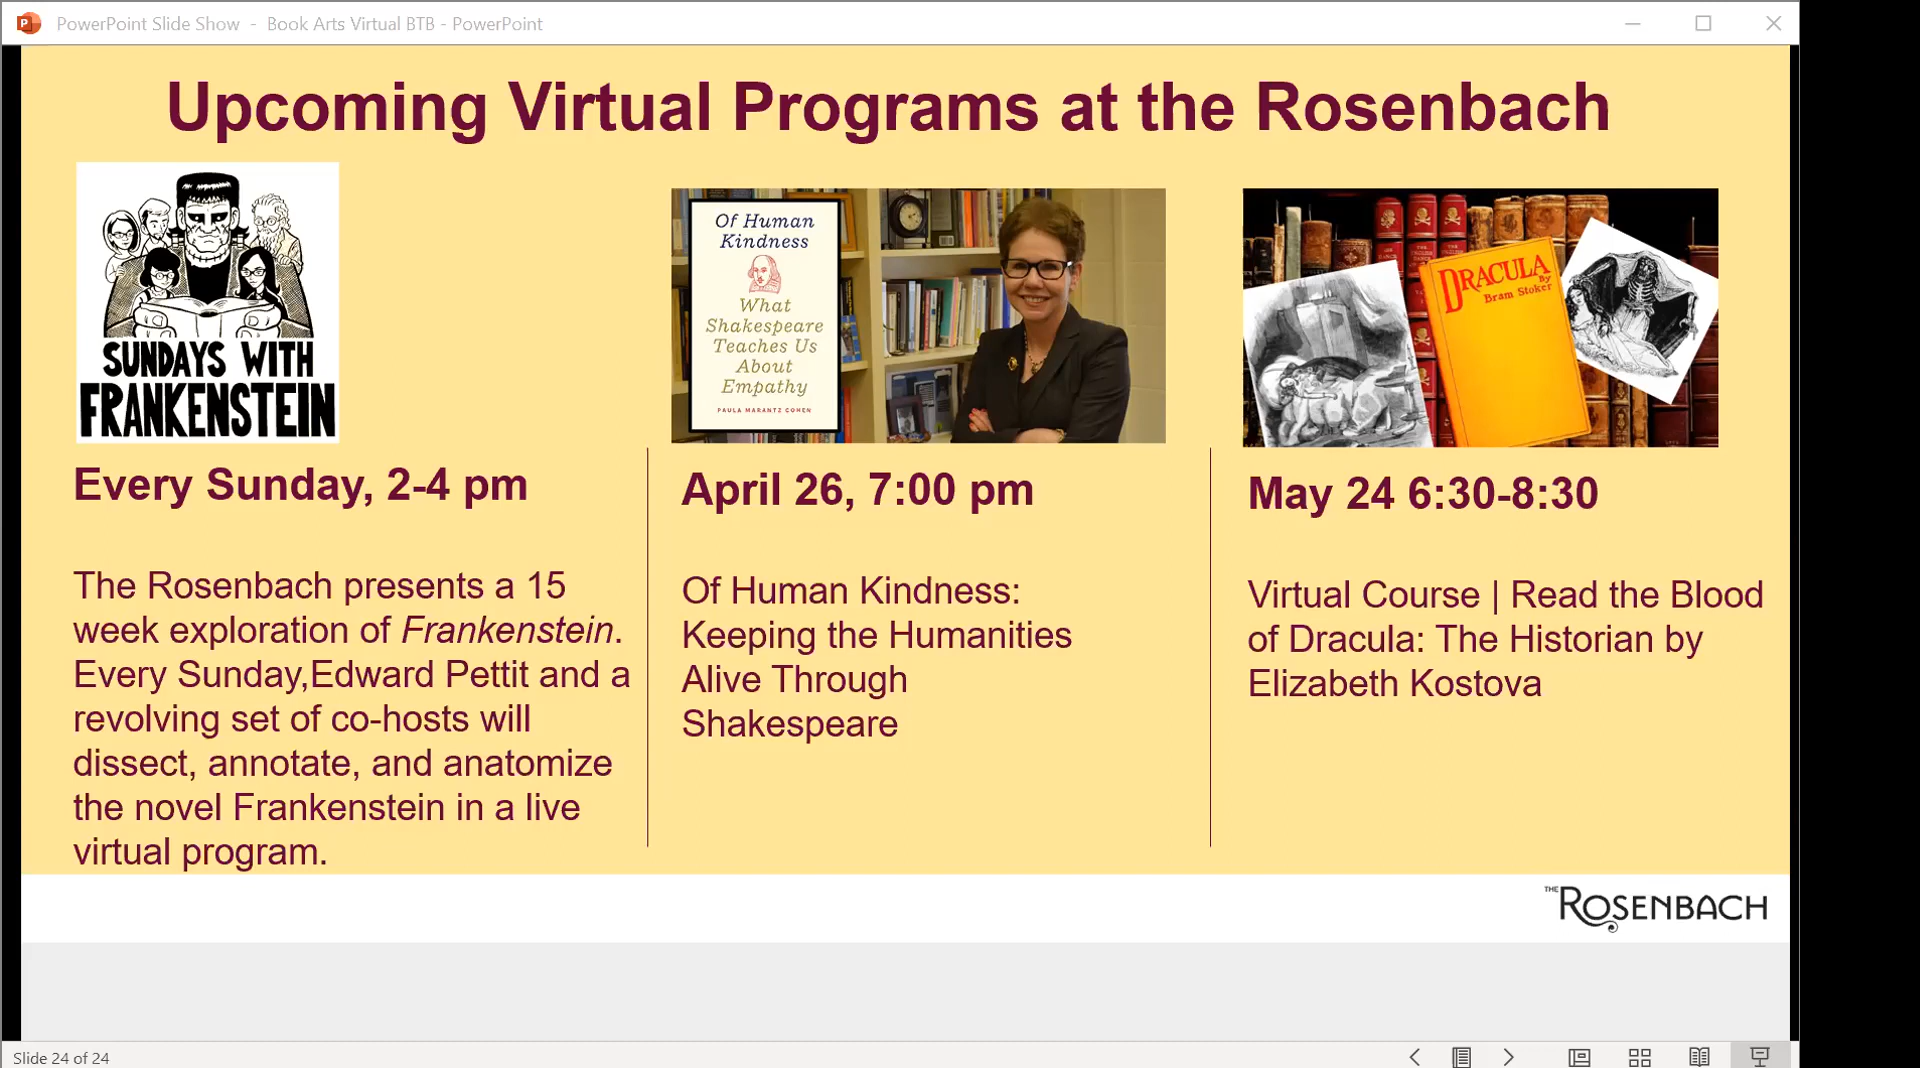 PowerPoint Slide Show - Book Arts Virtual BTB - PowerPoint
Upcoming Virtual Programs at the Rosenbach
SUNDAYS WITH
FRANKENSTEIN
Every Sunday, 2-4 pm
The Rosenbach presents a 15
week exploration of Frankenstein.
Every Sunday,Edward Pettit and a
revolving set of co-hosts will
dissect, annotate, and anatomize
the novel Frankenstein in a live
virtual program.
Of Human
Kindness
What
Shakespeare
Teaches Us
About
Empathy
PAULA MARANTZ COHEN
April 26, 7:00 pm
Of Human Kindness:
Keeping the Humanities
Alive Through
Shakespeare
DRACULA
By
Bram Stoker
May 24 6:30-8:30
Virtual Course | Read the Blood
of Dracula: The Historian by
Elizabeth Kostova
THE ROSENBACH
Slide 24 of 24